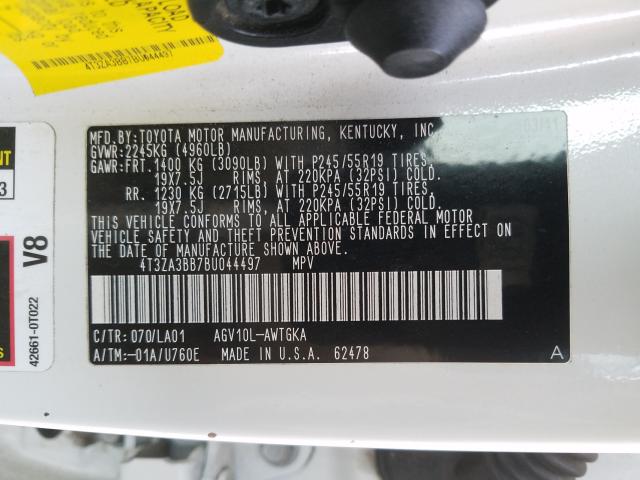 LOAD
CAPACITY
4T3ZA3BB7BU044497
MFD.BY:TOYOTA MOTOR MANUFACTURING, KENTUCKY, INC
GVWR:2245KG (4960LB)
GAWR:FRT.1400 KG (3090LB) WITH P245/55R19 TIRES,
19X7.5J RIMS, AT 220KPA (32PSI) COLD.
RR. 1230 KG (2715LB) WITH P245/55R19 TIRES,
19X7.5J RIMS, AT 220KPA (32PSI) COLD.
THIS VEHICLE CONFORMS TO ALL APPLICABLE FEDERAL MOTOR
VEHICLE SAFETY AND THEFT PREVENTION STANDARDS IN EFFECT ON
THE DATE OF MANUFACTURE SHOWN ABOVE.
4T3ZA3BB7BU044497 MPV
C/TR:070/LA01 AGV10L-AWTGKA
A/TM:-01A/U760E MADE IN U.S.A. 62478
A
3
V8
42661-0T022